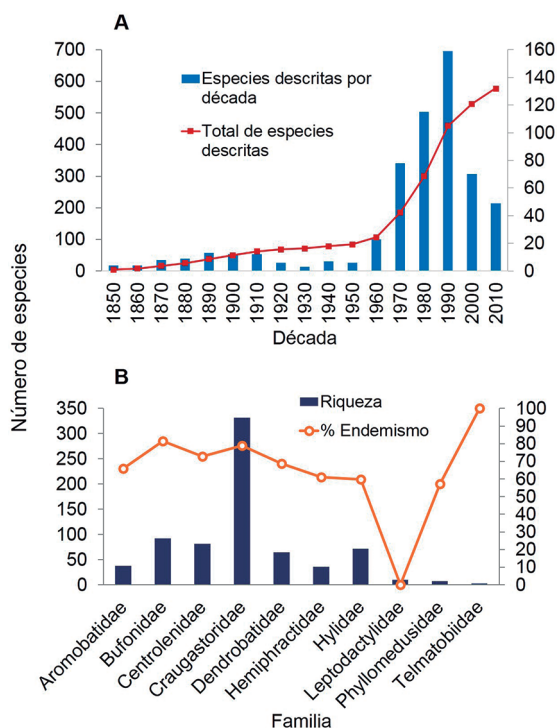 A
700
600
500
400
300
200
100
0
160
140
120
100
80
60
40
20
0
Especies descritas por
década
Total de especies
descritas
1850
1860
1870
1880
1890
1900
1910
1920
1930
1940
1950
1960
1970
1980
1990
2000
2010
Década
Número de especies
B
350
300
250
200
150
100
50
0
100
90
80
70
60
50
40
30
20
10
0
Riqueza
% Endemismo
Aromobatidae
Bufonidae
Centrolenidae
Craugastoridae
Dendrobatidae
Hemiphractidae
Hylidae
Leptodactylidae
Phyllomedusidae
Telmatobiidae
Familia